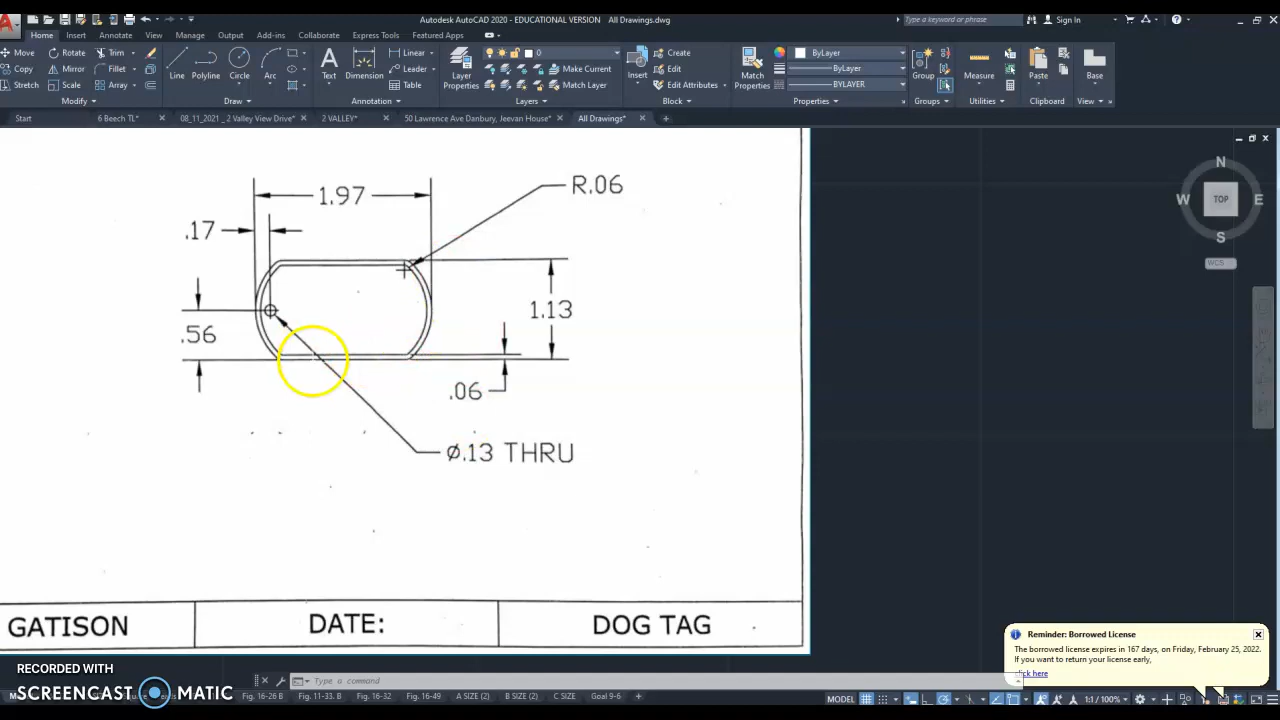 Autodesk AutoCAD 2020 - EDUCATIONAL VERSION All Drawings.dwg
Type a keyword or phrase
Sign In
Home Insert Annotate View Manage Output Add-ins Collaborate Express Tools Featured Apps
Move Rotate Trim
Copy Mirror Fillet
Stretch Scale Array
Line Polyline Circle Arc
Text Dimension
Linear
Leader
Table
Layer Properties
0
Make Current
Match Layer
Insert
Create
Edit
Edit Attributes
Match Properties
ByLayer
ByLayer
BYLAYER
Group
Measure
Paste
Base
Modify Draw Annotation Layers Block Properties Groups Utilities Clipboard View
Start 6 Beech TL* 08_11_2021 _ 2 Valley View Drive* 2 VALLEY* 50 Lawrence Ave Danbury, Jeevan House* All Drawings*
N
W TOP E
S
WCS
1.97
R.06
.17
1.13
.56
.06
Ø.13 THRU
GATISON DATE: DOG TAG
Reminder: Borrowed License
The borrowed license expires in 167 days, on Friday, February 25, 2022.
If you want to return your license early,
click here
RECORDED WITH
SCREENCAST MATIC
Type a command
Fig. 16-26 B Fig. 11-33. B Fig. 16-32 Fig. 16-49 A SIZE (2) B SIZE (2) C SIZE Goal 9-6
MODEL 1:1 / 100%